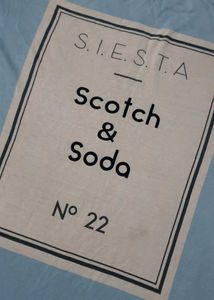 S.I.E.S.T.A
Scotch
&
Soda
Nº 22